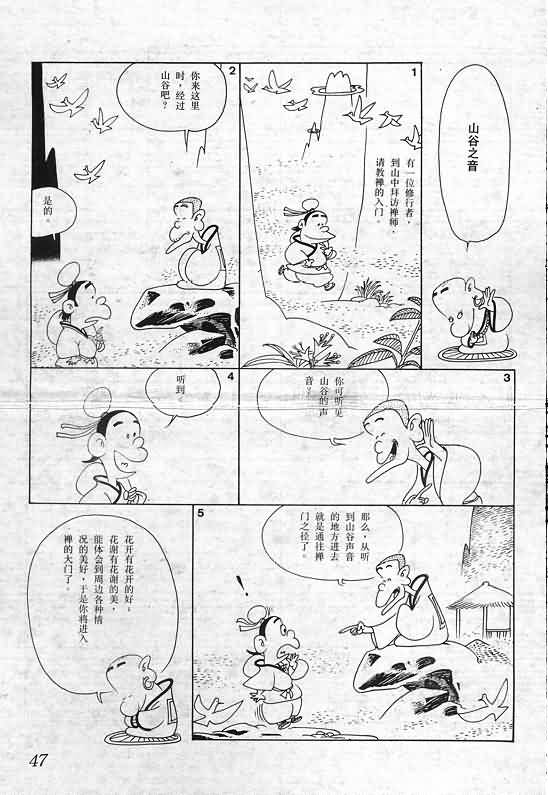 山谷之音
1
有一位修行者，
到山中拜访禅师，
请教禅的入门。
2
你来这里
时，经过
山谷吧？
是的。
3
你可听见
山谷的声
音？
4
听到。
5
那么，从听
到山谷声音
的地方进去
就是通往禅
门之径了。
！
花开有花开的好；
花谢有花谢的美，
能体会到周边各种情
况的美好，于是你将进入
禅的大门了。
47